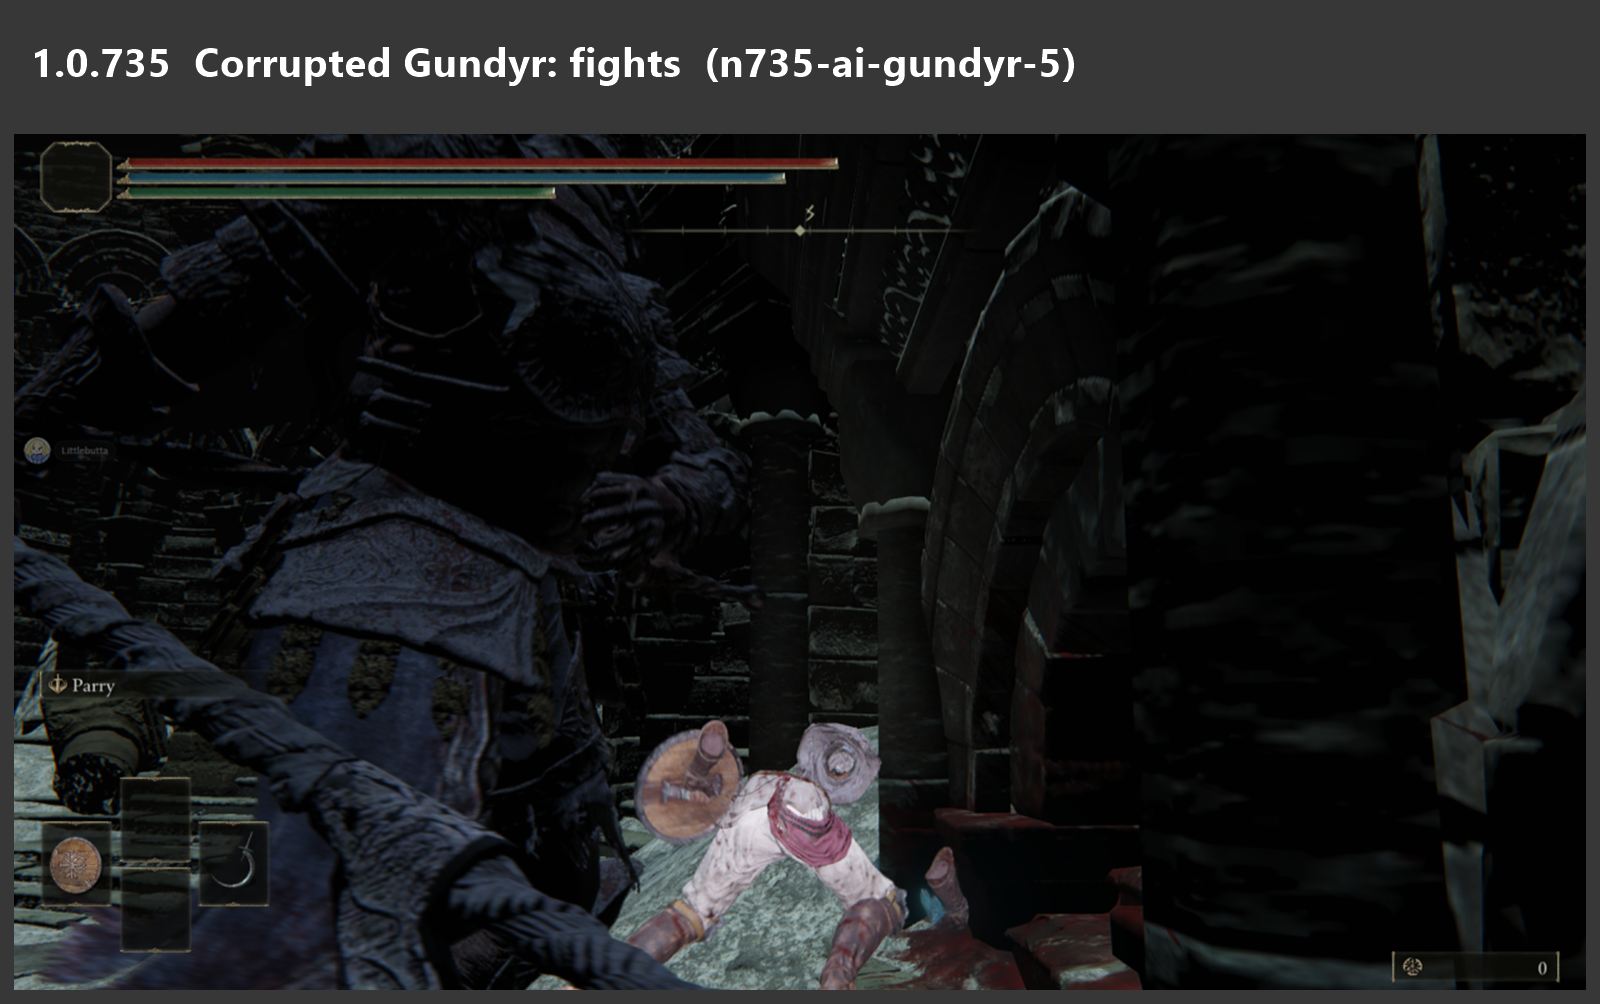 1.0.735  Corrupted Gundyr: fights  (n735-ai-gundyr-5)
S
Littlebutta
Parry
0